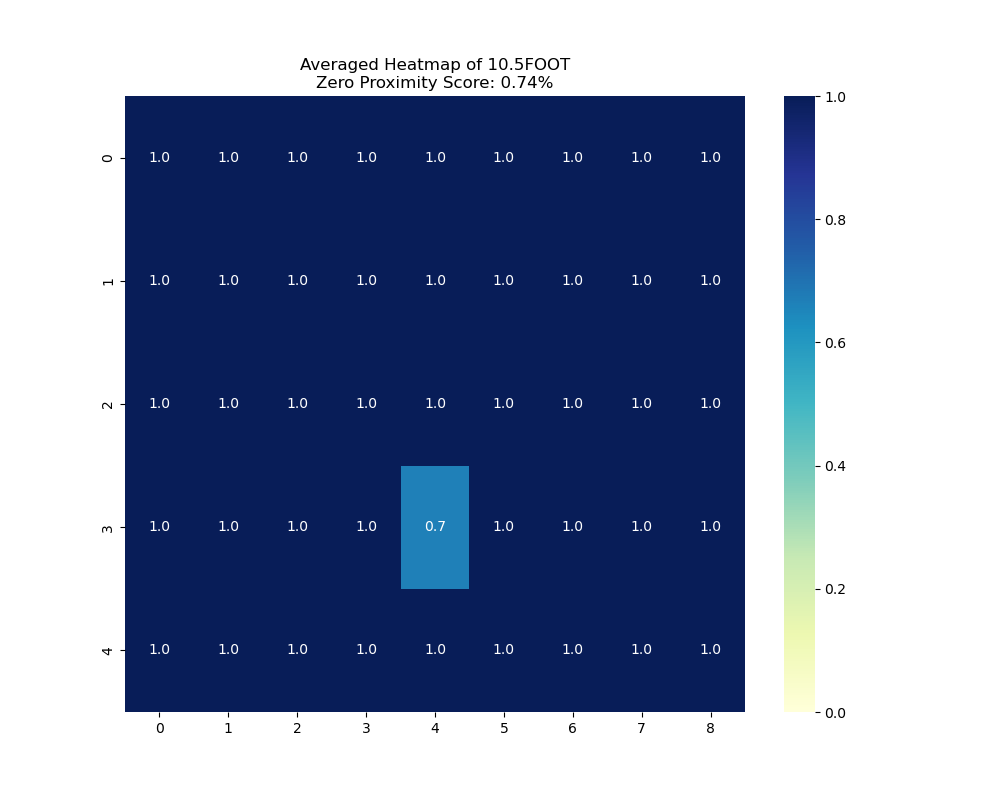 Averaged Heatmap of 10.5FOOT
Zero Proximity Score: 0.74%
0 1.0 1.0 1.0 1.0 1.0 1.0 1.0 1.0 1.0
1 1.0 1.0 1.0 1.0 1.0 1.0 1.0 1.0 1.0
2 1.0 1.0 1.0 1.0 1.0 1.0 1.0 1.0 1.0
3 1.0 1.0 1.0 1.0 0.7 1.0 1.0 1.0 1.0
4 1.0 1.0 1.0 1.0 1.0 1.0 1.0 1.0 1.0
0 1 2 3 4 5 6 7 8
1.0
0.8
0.6
0.4
0.2
0.0